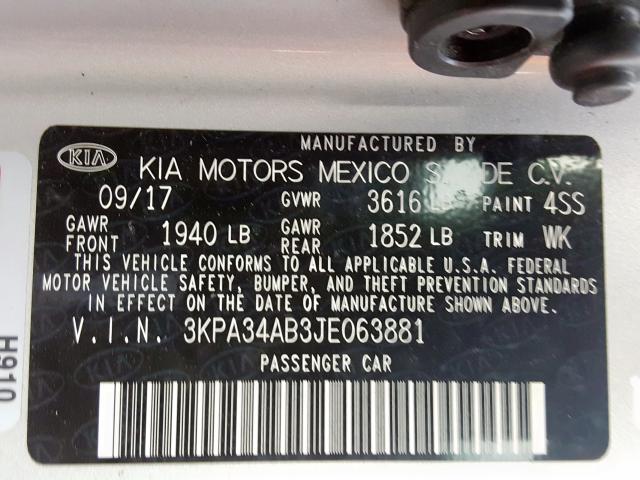 MANUFACTURED BY
KIA KIA MOTORS MEXICO DE C.V.
09/17 GVWR 3616 LB PAINT 4SS
GAWR FRONT 1940 LB GAWR REAR 1852 LB TRIM WK
THIS VEHICLE CONFORMS TO ALL APPLICABLE U.S.A. FEDERAL
MOTOR VEHICLE SAFETY, BUMPER, AND THEFT PREVENTION STANDARDS
IN EFFECT ON THE DATE OF MANUFACTURE SHOWN ABOVE.
V.I.N. 3KPA34AB3JE063881
PASSENGER CAR
H910